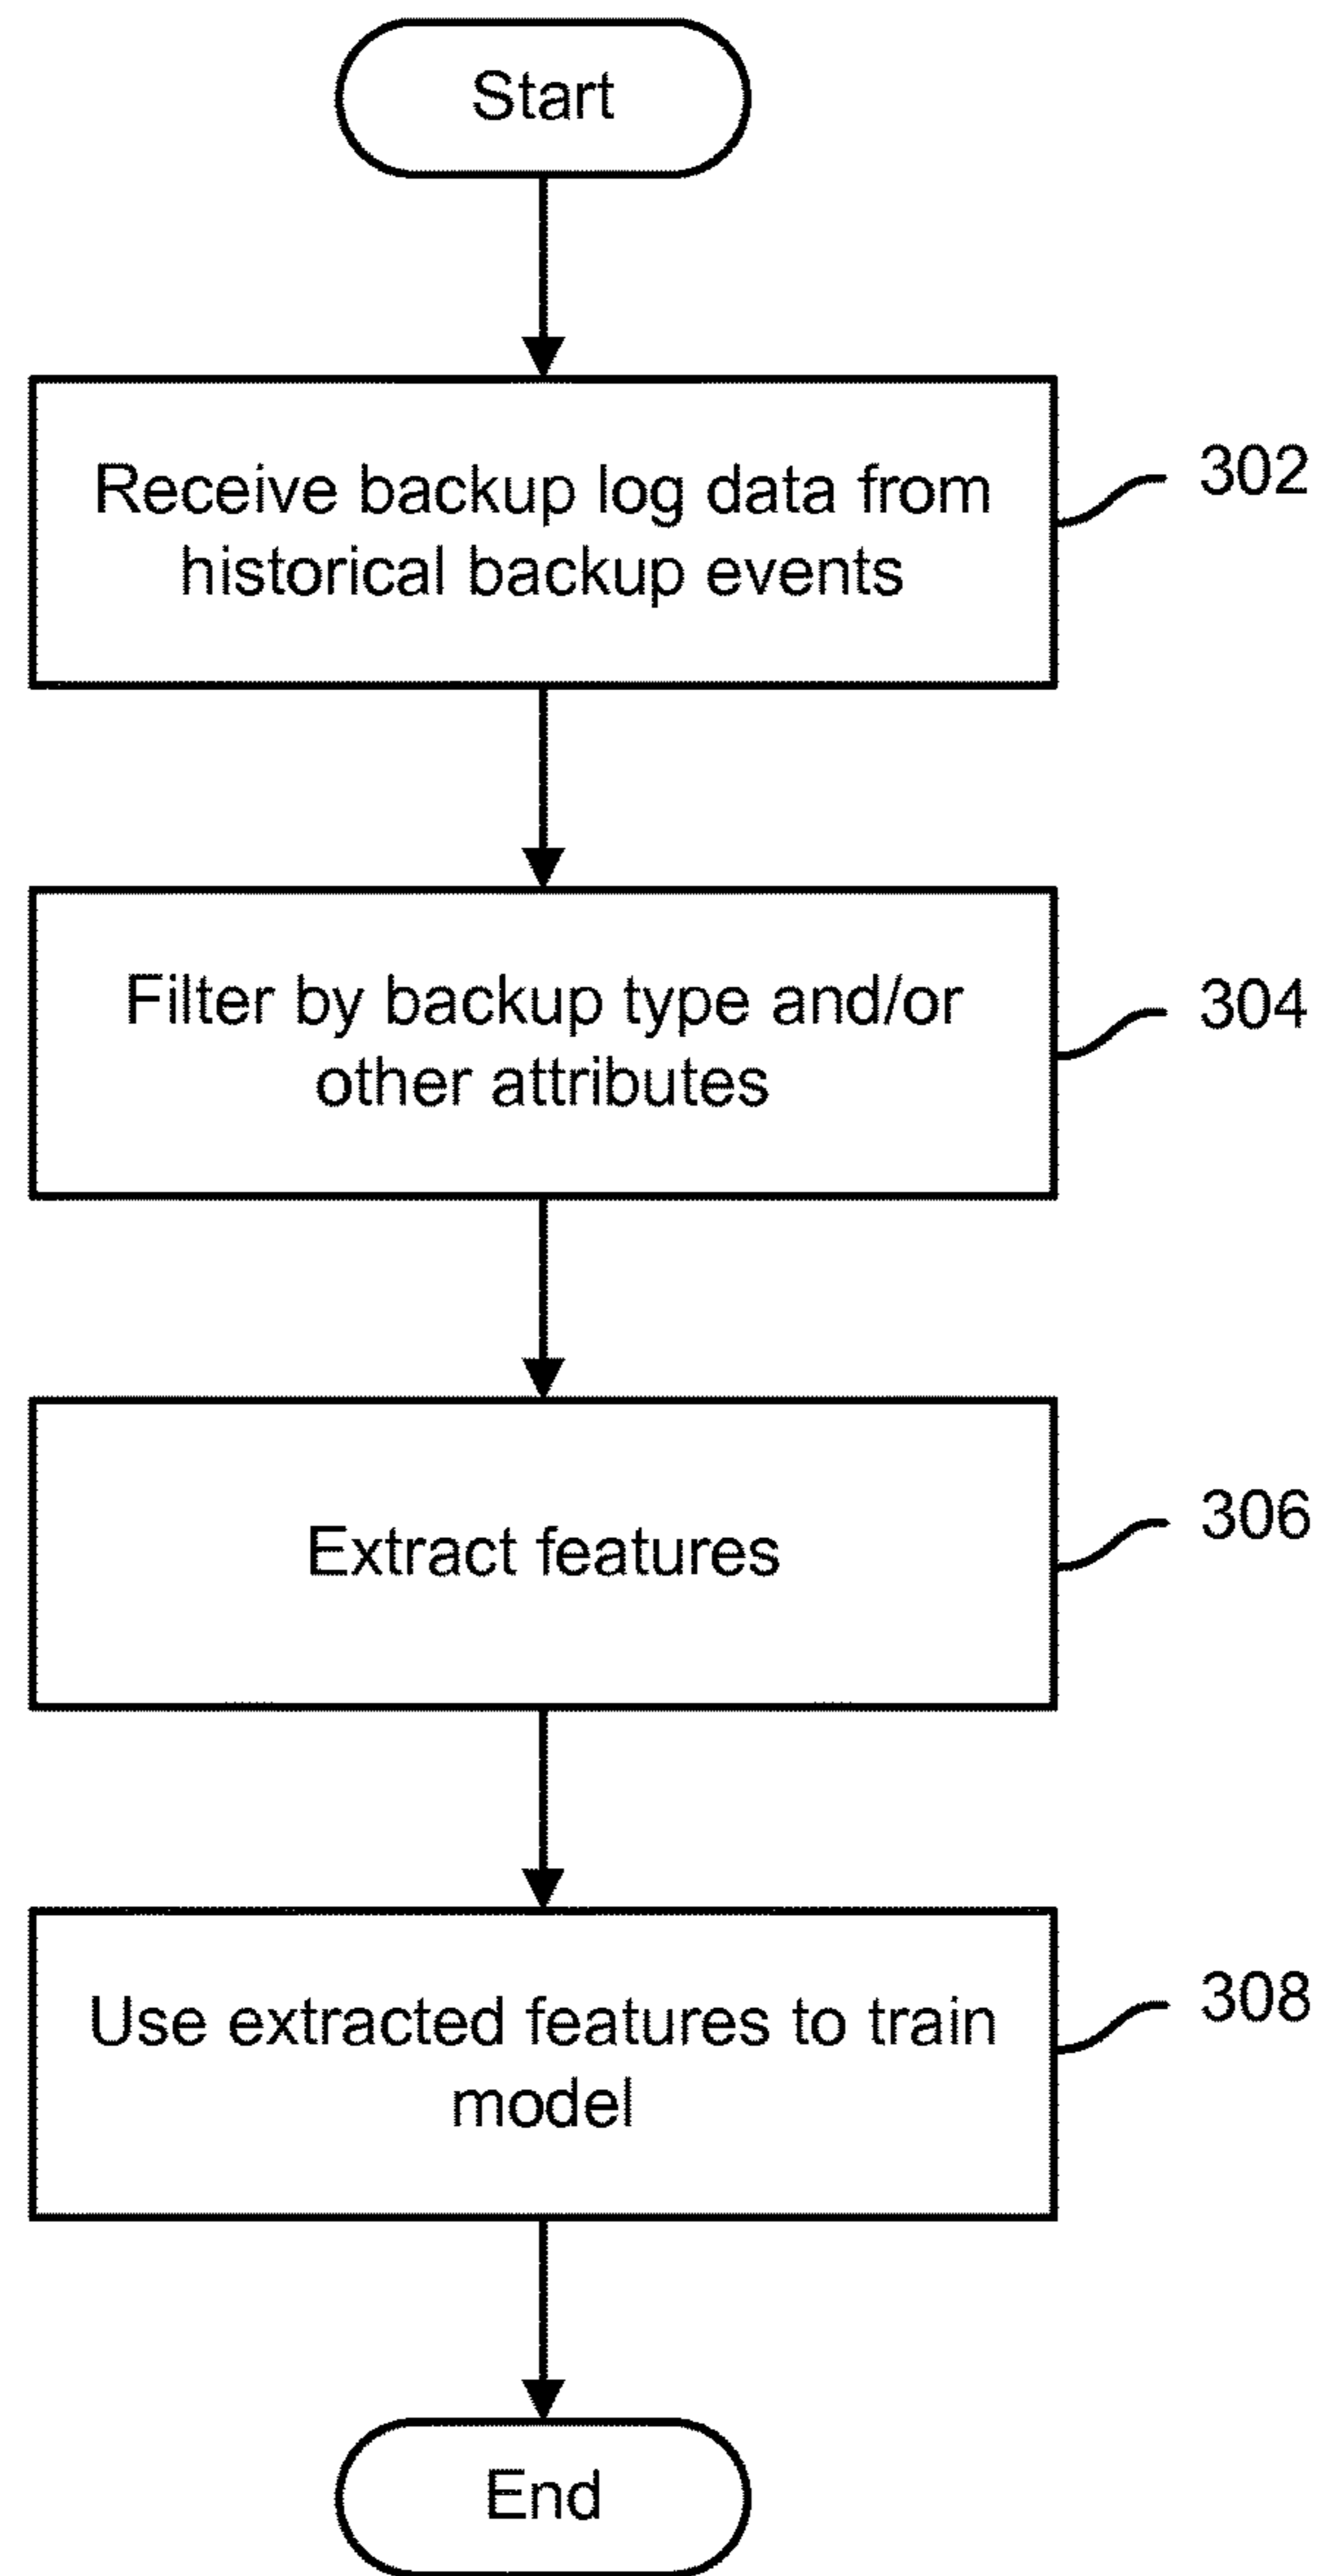 Start
Receive backup log data from
historical backup events
302
Filter by backup type and/or
other attributes
304
Extract features
306
Use extracted features to train
model
308
End